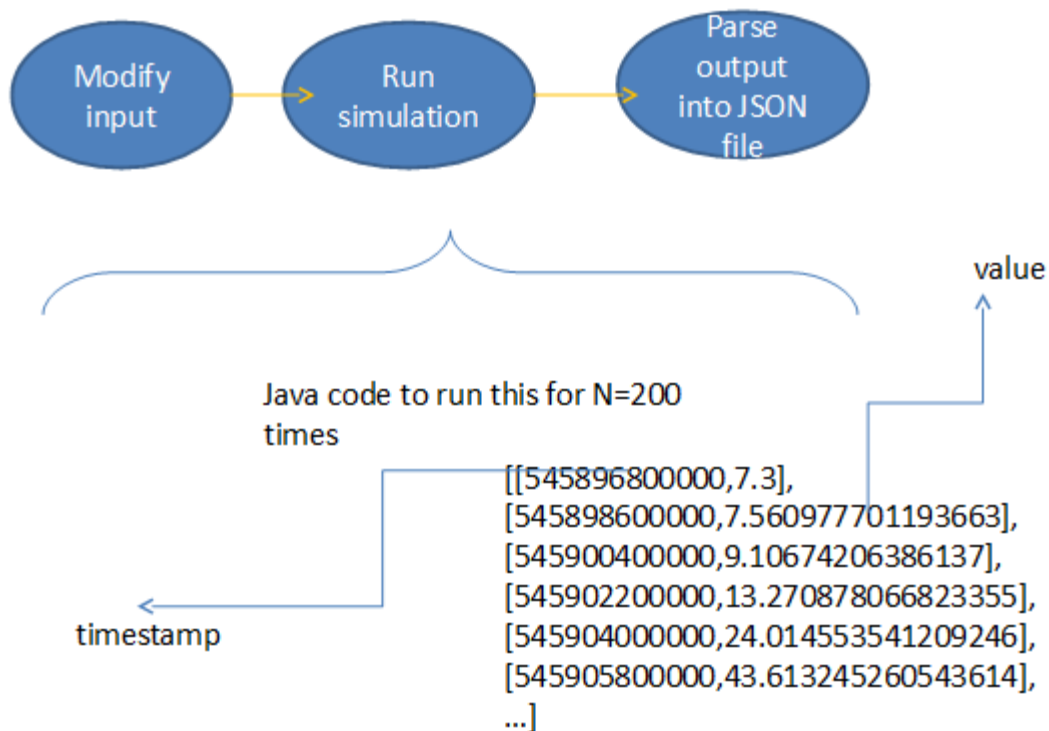 Modify
input
Run
simulation
Parse
output
into JSON
file
value
Java code to run this for N=200
times
[[545896800000,7.3],
[545898600000,7.560977701193663],
[545900400000,9.10674206386137],
[545902200000,13.270878066823355],
[545904000000,24.014553541209246],
[545905800000,43.613245260543614],
...]
timestamp